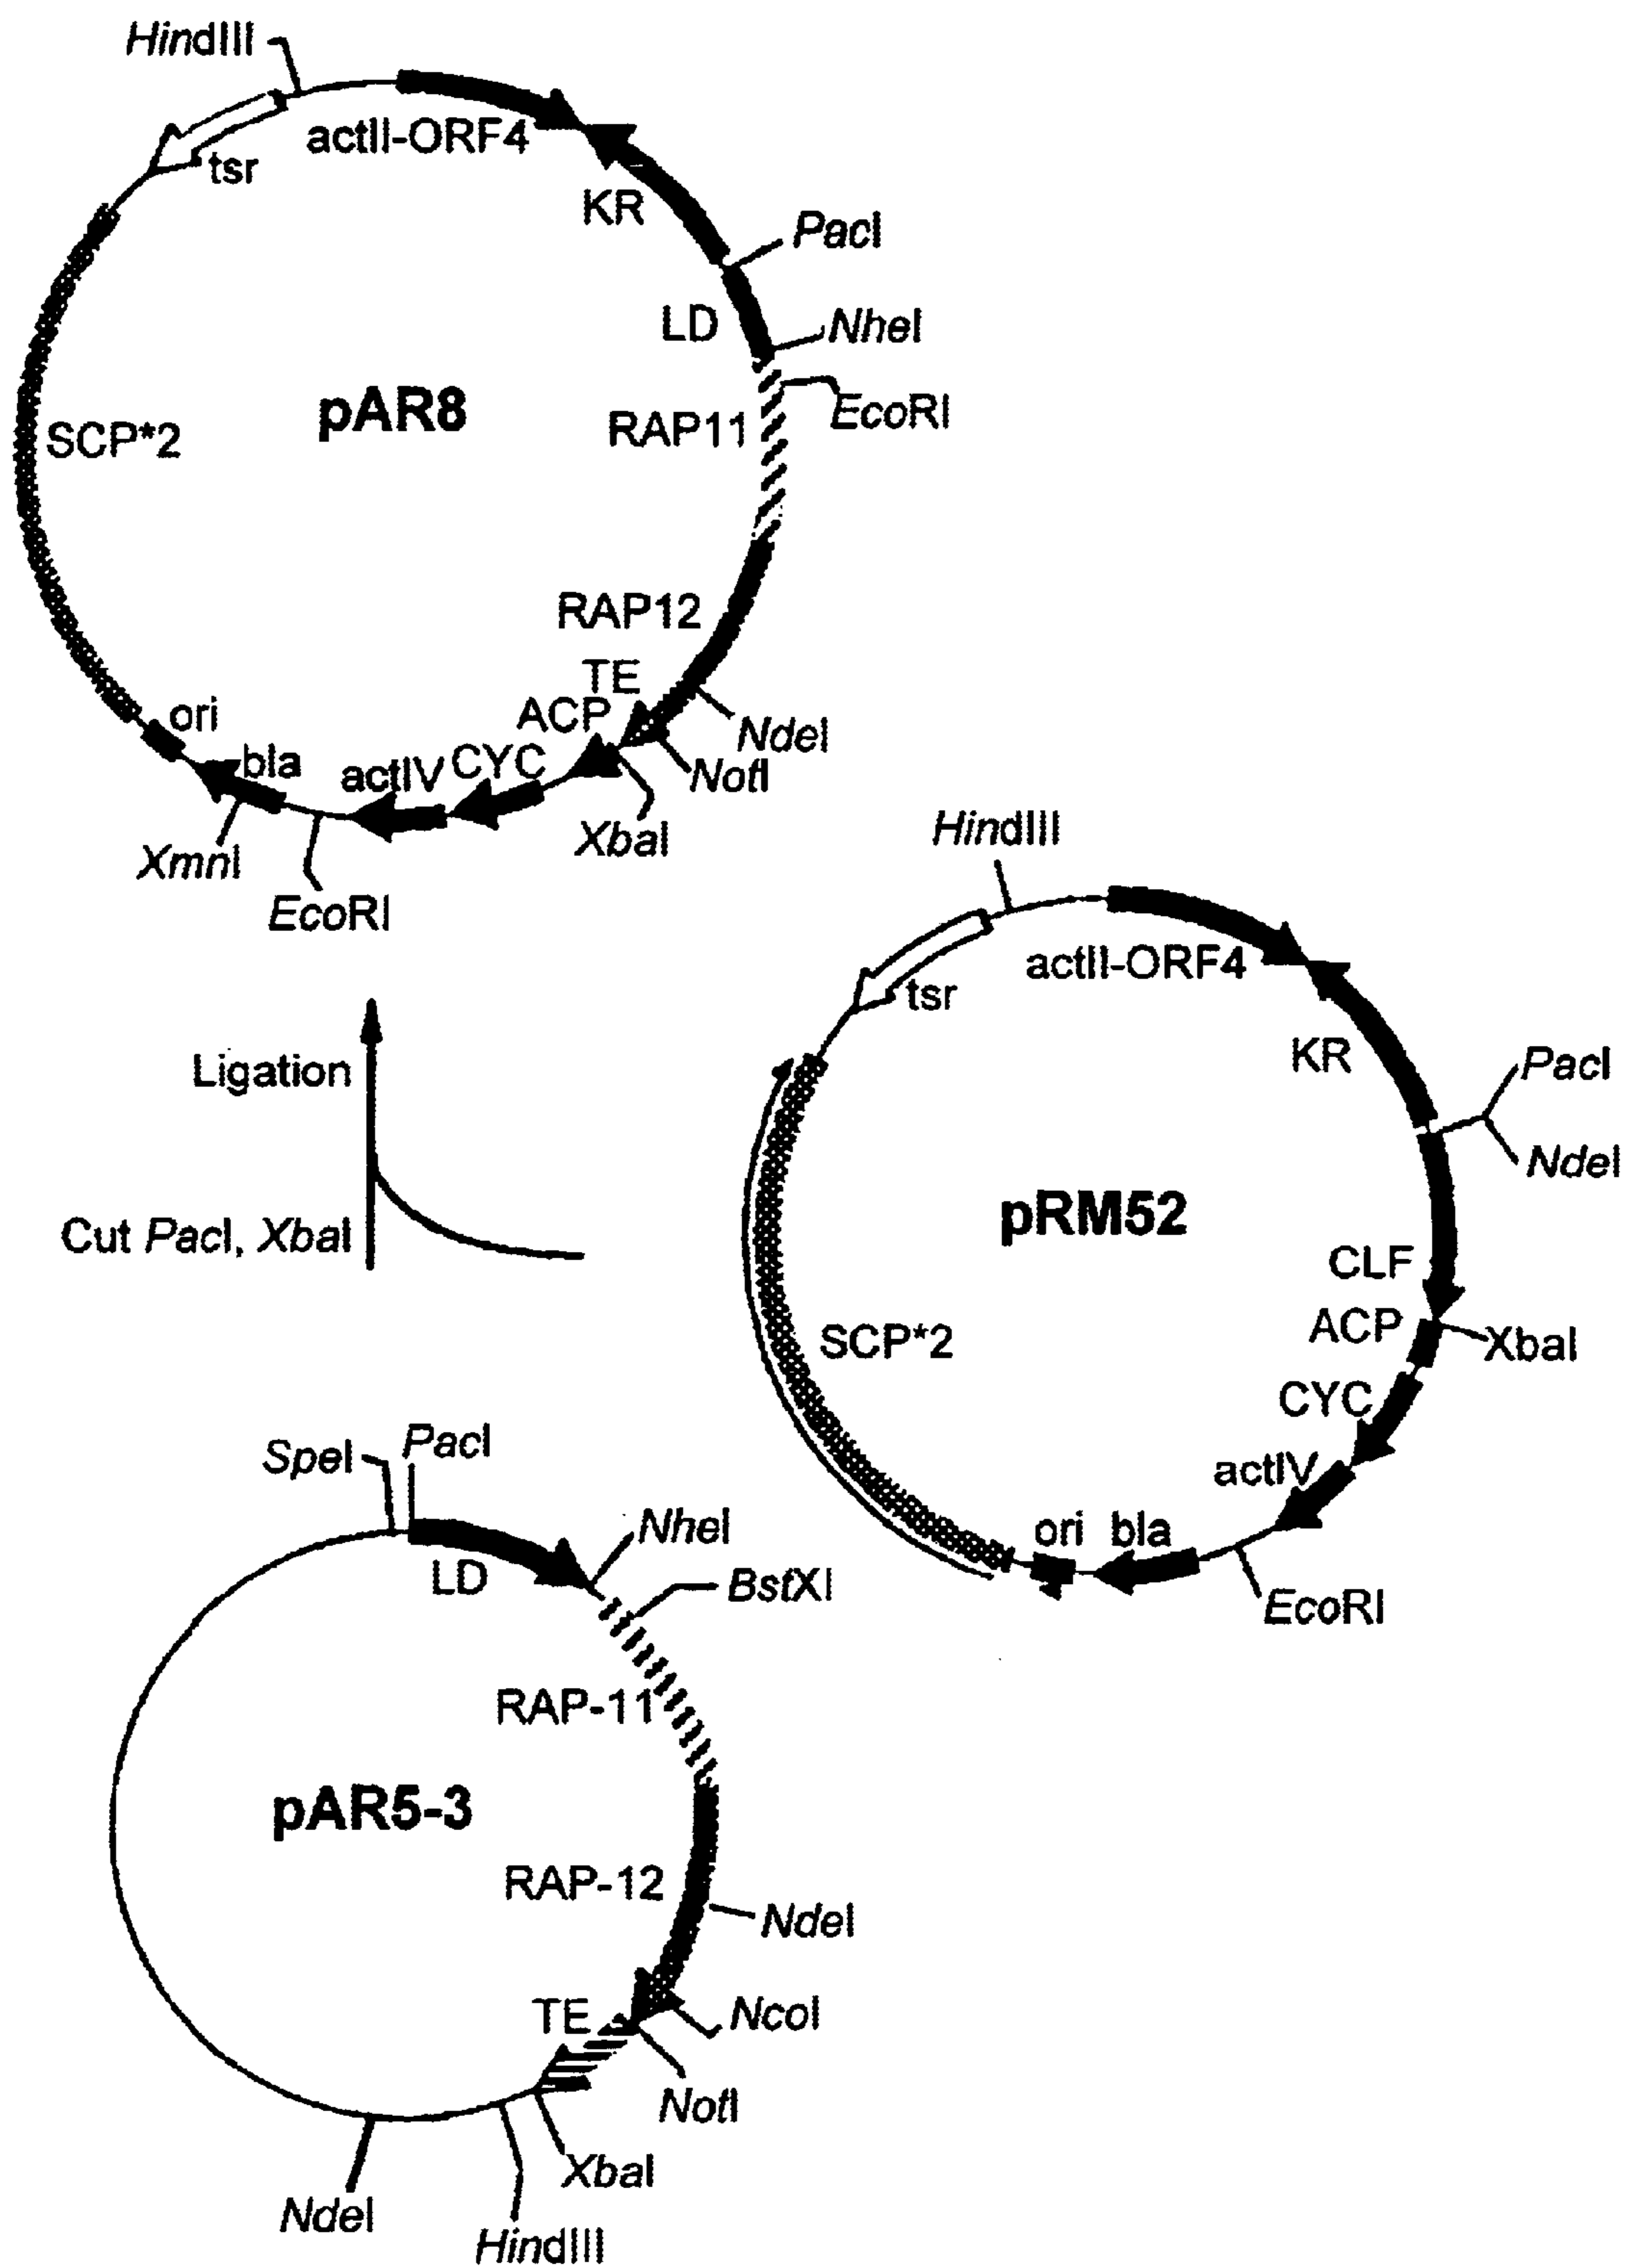 HindIII
actII-ORF4
tsr
KR
PacI
LD
NheI
pAR8
EcoRI
RAP11
SCP*2
RAP12
TE
ori
ACP
NdeI
bla
actIV
CYC
NotI
XbaI
XmnI
EcoRI
HindIII
actII-ORF4
tsr
KR
PacI
NdeI
pRM52
CLF
ACP
XbaI
SCP*2
CYC
actIV
ori
bla
EcoRI
Ligation
Cut PacI, XbaI
SpeI
PacI
NheI
LD
BstXI
RAP-11
pAR5-3
RAP-12
NdeI
TE
NcoI
NotI
XbaI
NdeI
HindIII